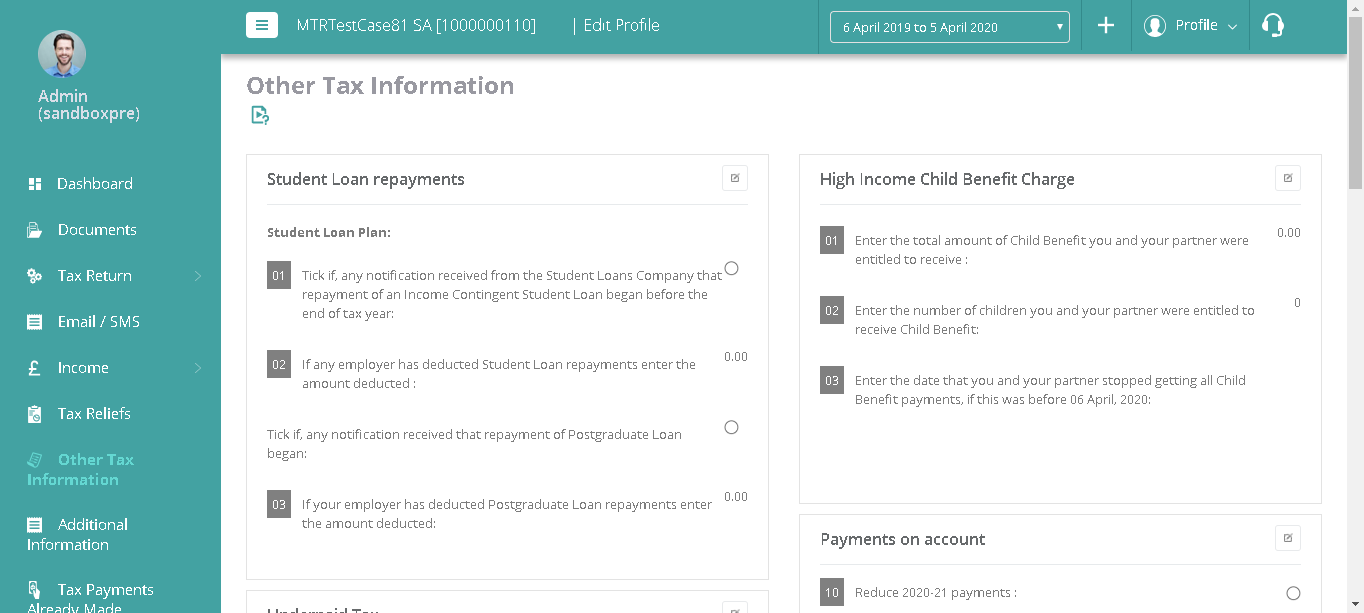 MTRTestCase81 SA [1000000110]
| Edit Profile
6 April 2019 to 5 April 2020
Profile
Admin
(sandboxpre)
Dashboard
Documents
Tax Return
Email / SMS
Income
Tax Reliefs
Other Tax
Information
Additional
Information
Tax Payments
Already Made
Other Tax Information
Student Loan repayments
Student Loan Plan:
01 Tick if, any notification received from the Student Loans Company that
repayment of an Income Contingent Student Loan began before the
end of tax year:
02 If any employer has deducted Student Loan repayments enter the 0.00
amount deducted :
Tick if, any notification received that repayment of Postgraduate Loan
began:
03 If your employer has deducted Postgraduate Loan repayments enter 0.00
the amount deducted:
Underpaid Tax
High Income Child Benefit Charge
01 Enter the total amount of Child Benefit you and your partner were 0.00
entitled to receive :
02 Enter the number of children you and your partner were entitled to 0
receive Child Benefit:
03 Enter the date that you and your partner stopped getting all Child
Benefit payments, if this was before 06 April, 2020:
Payments on account
10 Reduce 2020-21 payments :